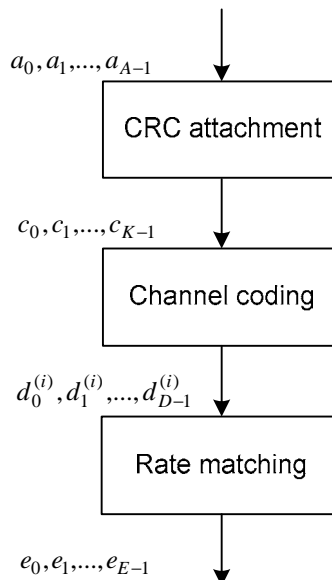 a_0, a_1, ..., a_{A-1}
CRC attachment
c_0, c_1, ..., c_{K-1}
Channel coding
d_0^{(i)}, d_1^{(i)}, ..., d_{D-1}^{(i)}
Rate matching
e_0, e_1, ..., e_{E-1}